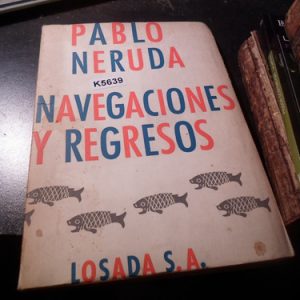 PABLO
NERUDA
K5639
NAVEGACIONES
Y REGRESOS
LOSADA S.A.